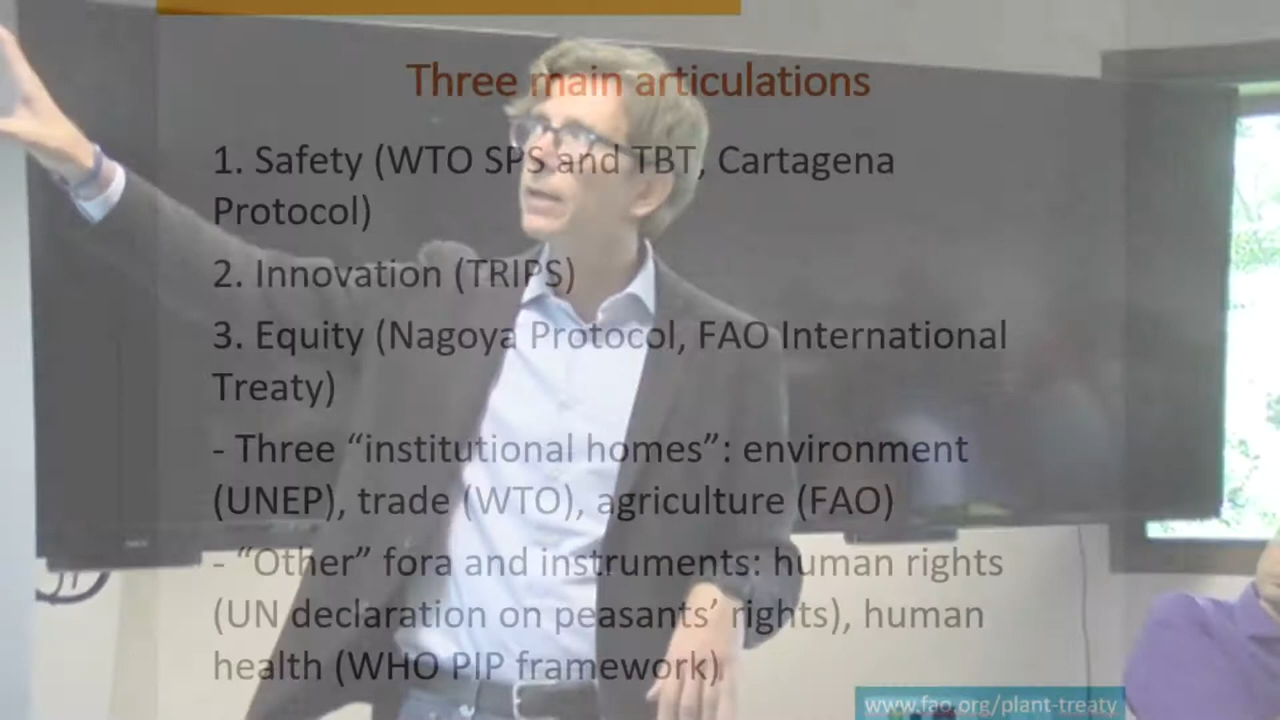 Three main articulations
1. Safety (WTO SPS and TBT, Cartagena
Protocol)
2. Innovation (TRIPS)
3. Equity (Nagoya Protocol, FAO International
Treaty)
- Three “institutional homes”: environment
(UNEP), trade (WTO), agriculture (FAO)
- “Other” fora and instruments: human rights
(UN declaration on peasants’ rights), human
health (WHO PIP framework)
www.fao.org/plant-treaty